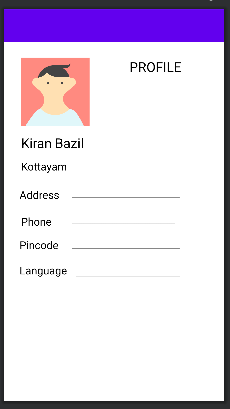 PROFILE
Kiran Bazil
Kottayam
Address
Phone
Pincode
Language